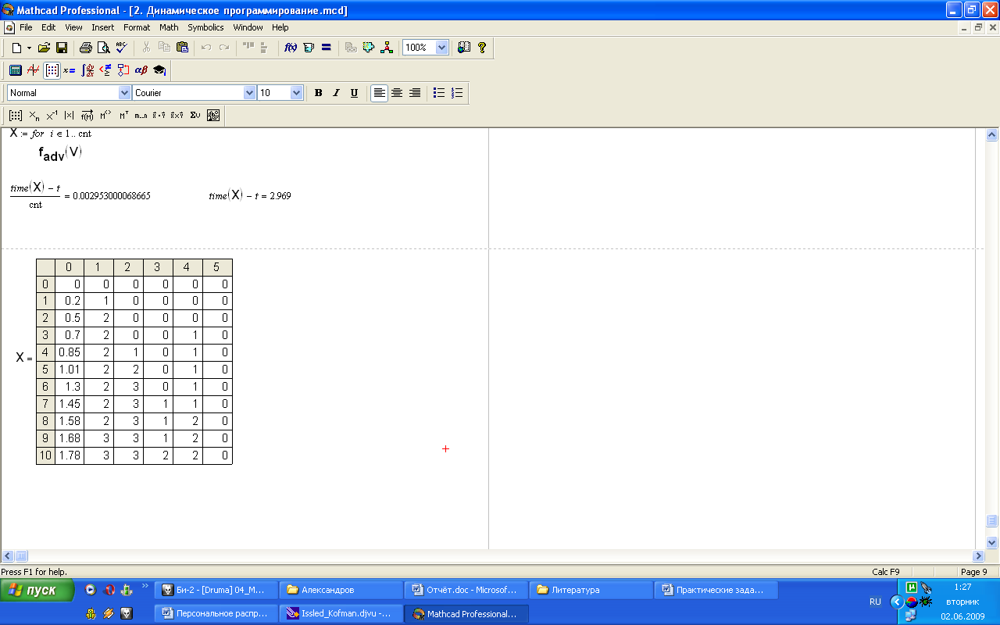 Mathcad Professional - [2. Динамическое программирование.mcd]
File Edit View Insert Format Math Symbolics Window Help
100%
Normal Courier 10 B I U
X := for i ∈ 1 .. cnt
f adv (V)
time(X) − t
cnt
= 0.002953000068665
time(X) − t = 2.969
X =
0 1 2 3 4 5
0 0 0 0 0 0 0
1 0.2 1 0 0 0 0
2 0.5 2 0 0 0 0
3 0.7 2 0 0 1 0
4 0.85 2 1 0 1 0
5 1.01 2 2 0 1 0
6 1.3 2 3 0 1 0
7 1.45 2 3 1 1 0
8 1.58 2 3 1 2 0
9 1.68 3 3 1 2 0
10 1.78 3 3 2 2 0
Press F1 for help. Calc F9 Page 9
пуск
Би-2 - [Druma] 04_M... Александров Отчёт.doc - Microsof... Литература Практические зада...
Персональное распр... Issled_Kofman.djvu -... Mathcad Professional...
RU
1:27
вторник
02.06.2009